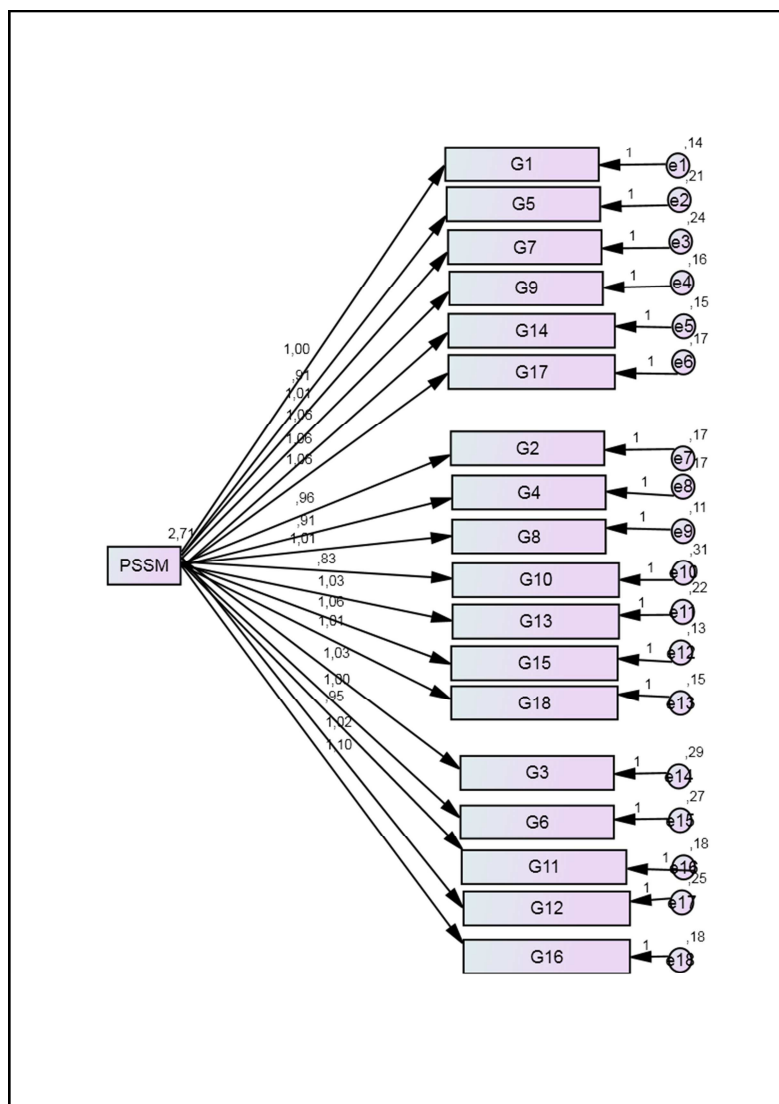 ,14
1
G1
e1
,21
1
G5
e2
,24
1
G7
e3
,16
1
G9
e4
,15
1
G14
e5
,17
1
G17
e6
1,00
,91
1,01
1,06
1,06
1,06
,17
1
G2
e7
,17
1
G4
e8
,11
1
G8
e9
,31
1
G10
e10
,22
1
G13
e11
,13
1
G15
e12
,15
1
G18
e13
,96
,91
1,01
,83
1,03
1,06
1,01
2,71
PSSM
1,03
1,00
,95
1,02
1,10
,29
1
G3
e14
,27
1
G6
e15
,18
1
G11
e16
,25
1
G12
e17
,18
1
G16
e18